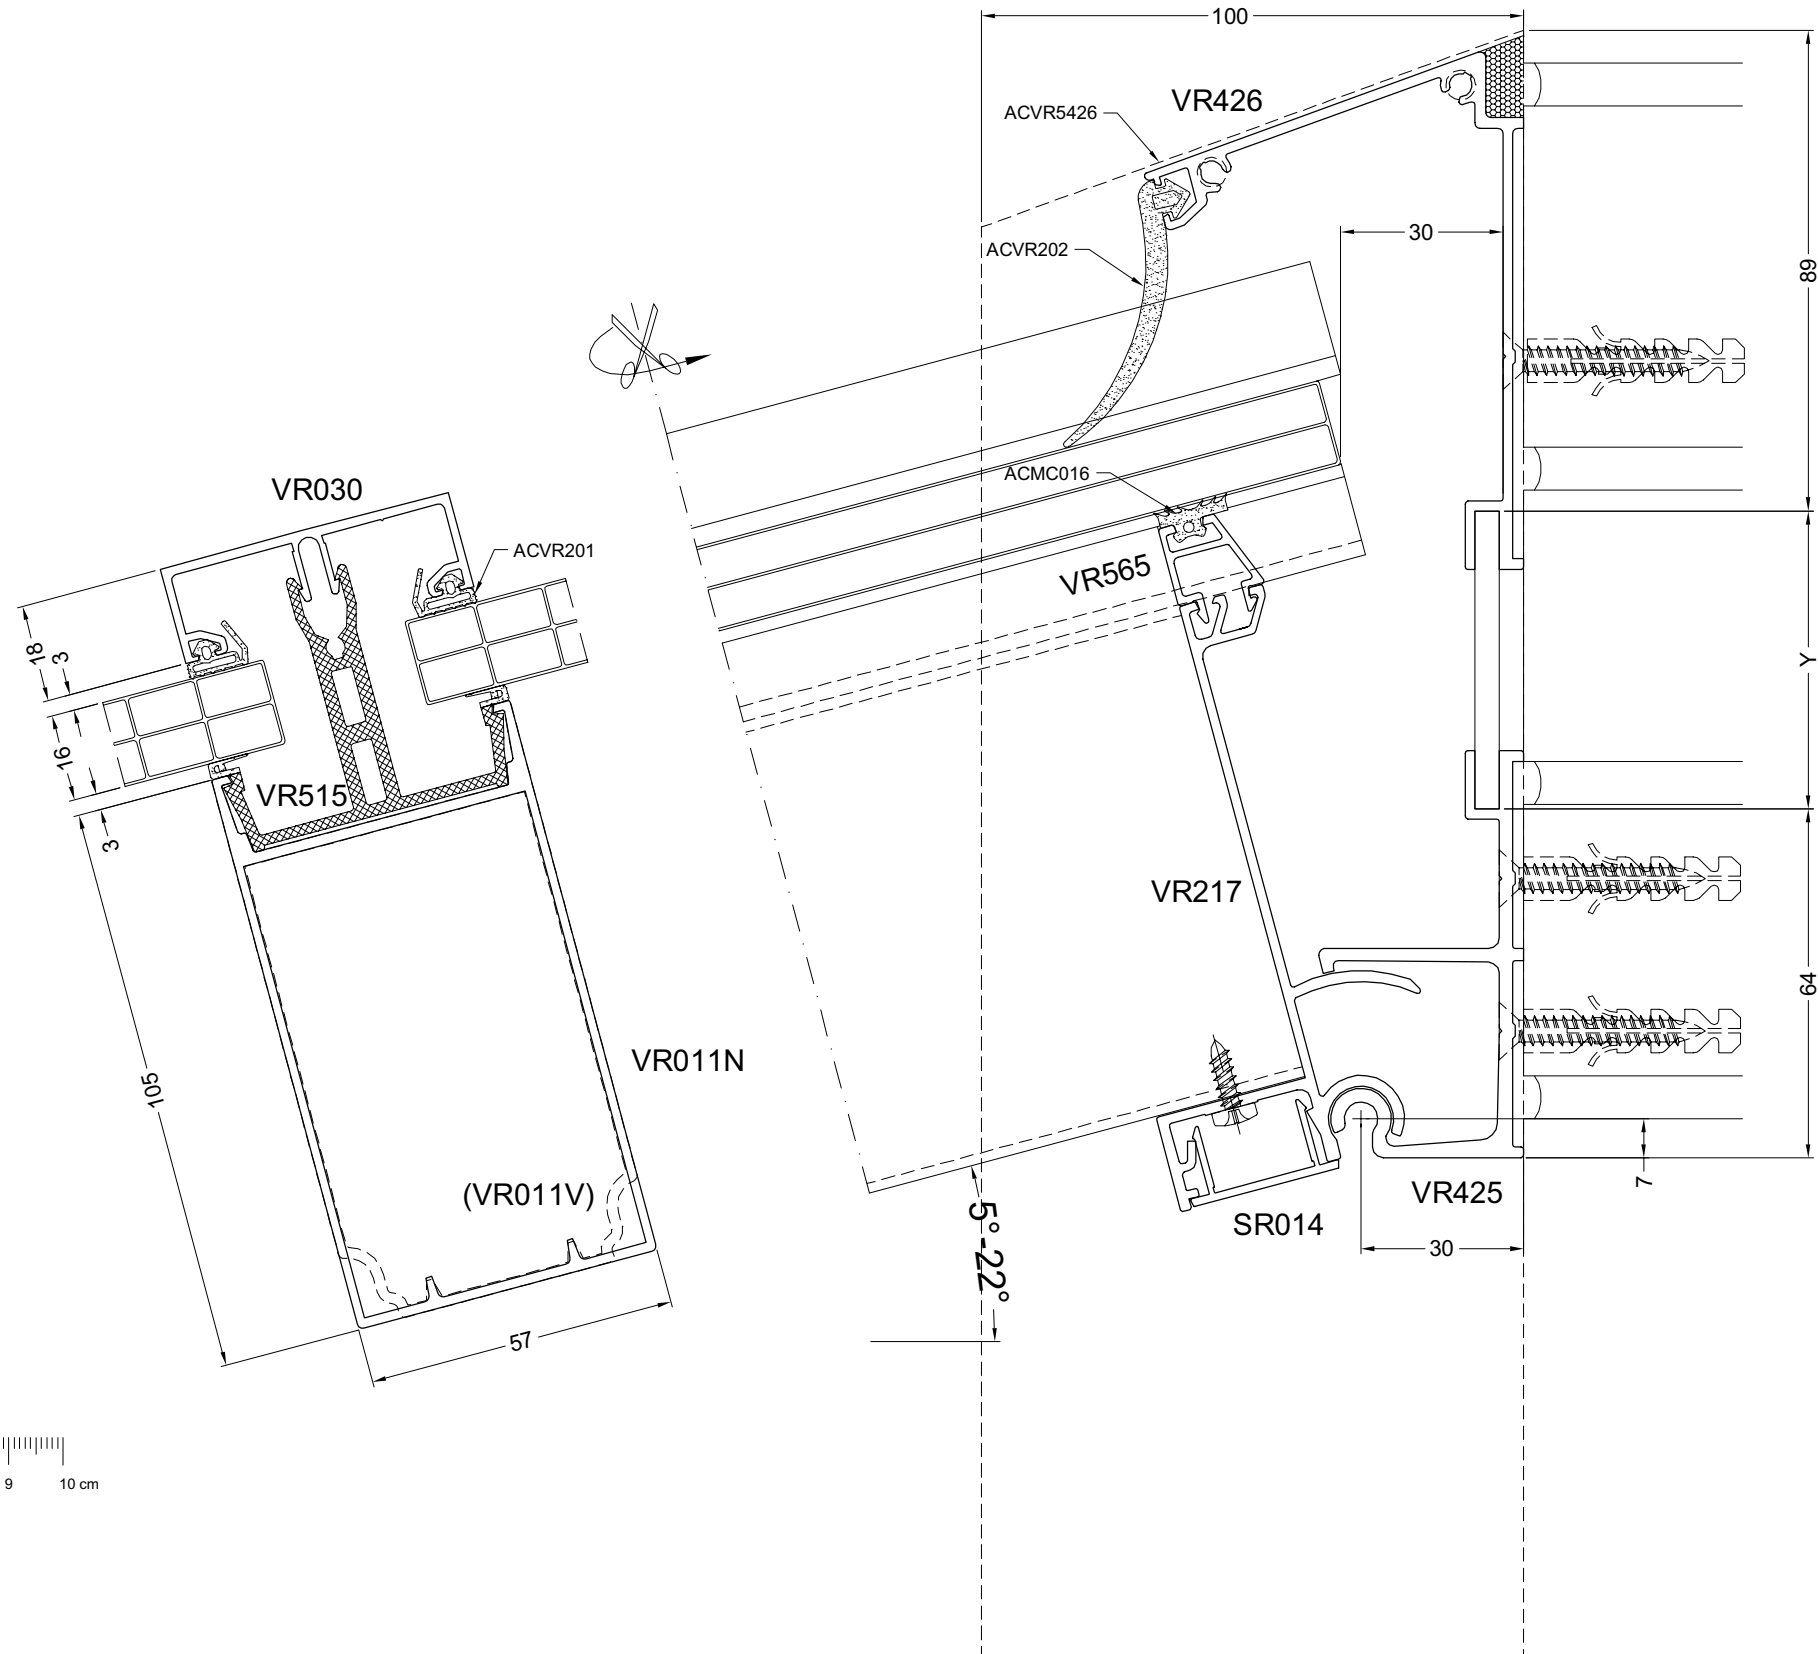 100
VR426
ACVR5426
30
ACVR202
89
ACMC016
VR030
ACVR201
VR565
18
3
16
3
VR515
Y
VR217
64
105
VR011N
(VR011V)
VR425
7
SR014
30
5°-22°
57
9 10 cm